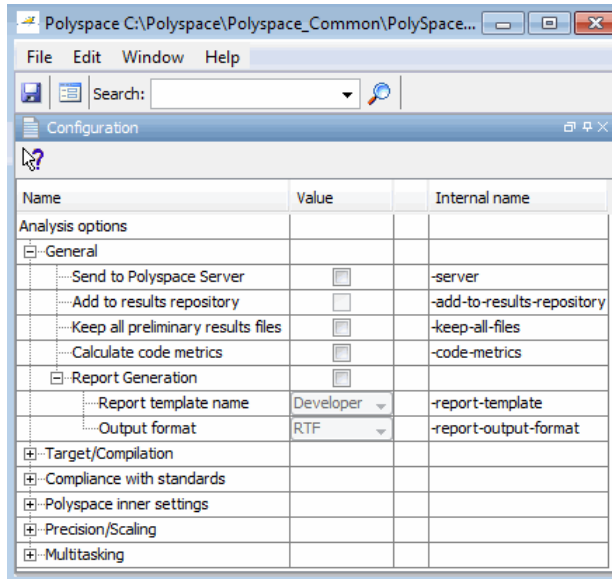 Polyspace C:\Polyspace\Polyspace_Common\PolySpace...
File Edit Window Help
Search:
Configuration
Name Value Internal name
Analysis options
General
Send to Polyspace Server -server
Add to results repository -add-to-results-repository
Keep all preliminary results files -keep-all-files
Calculate code metrics -code-metrics
Report Generation
Report template name Developer -report-template
Output format RTF -report-output-format
Target/Compilation
Compliance with standards
Polyspace inner settings
Precision/Scaling
Multitasking